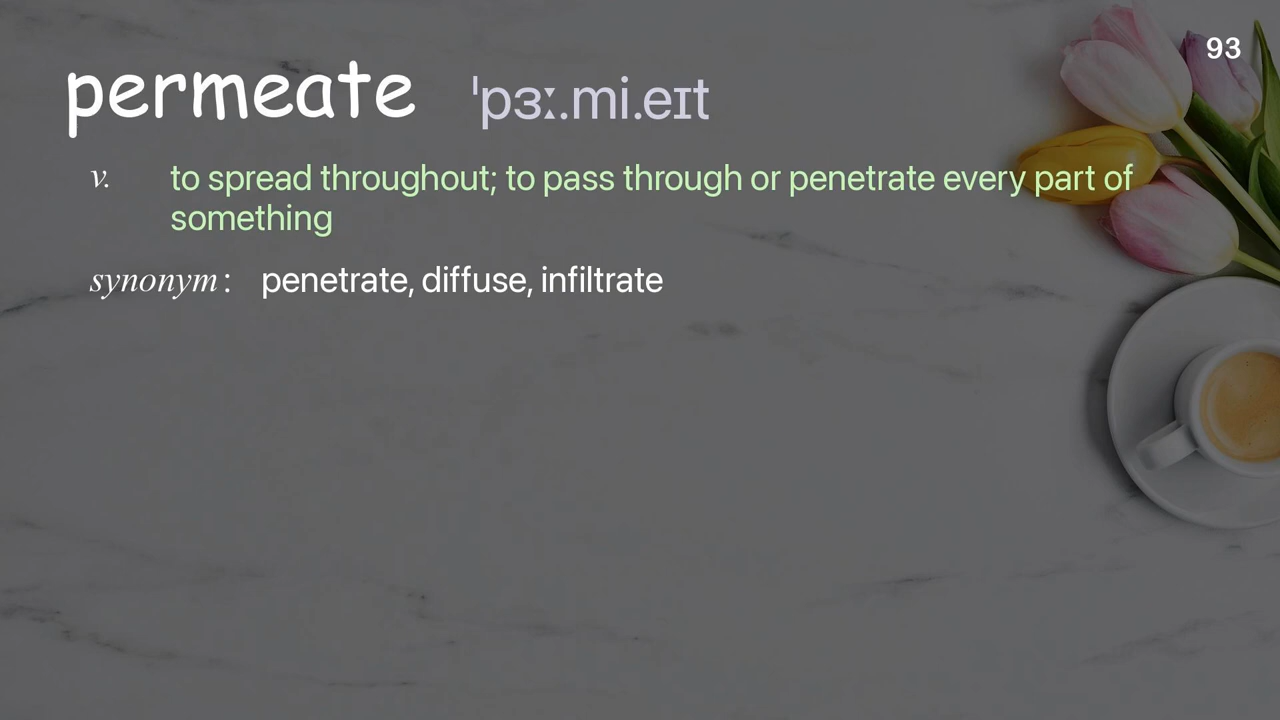 93
permeate ˈpɜː.mi.eɪt
v. to spread throughout; to pass through or penetrate every part of
something
synonym: penetrate, diffuse, infiltrate